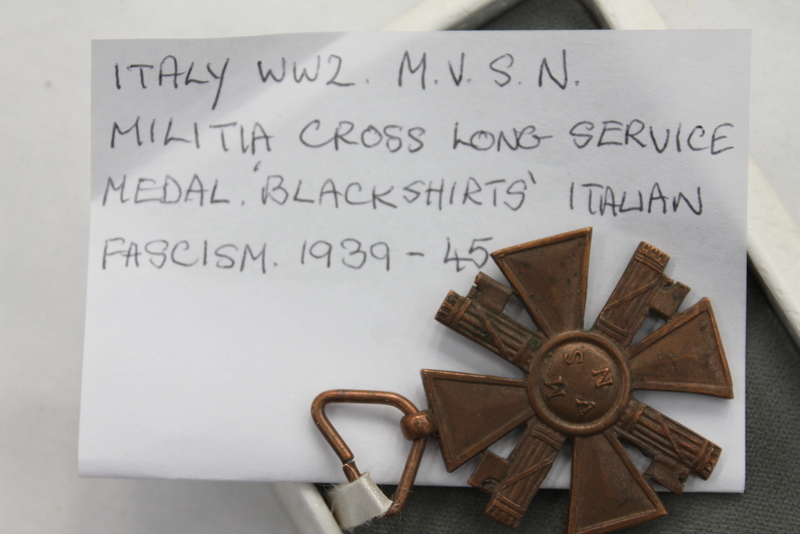 ITALY WW2. M.V.S.N.
MILITIA CROSS LONG SERVICE
MEDAL. 'BLACKSHIRTS' ITALIAN
FASCISM. 1939 - 45
M V S N